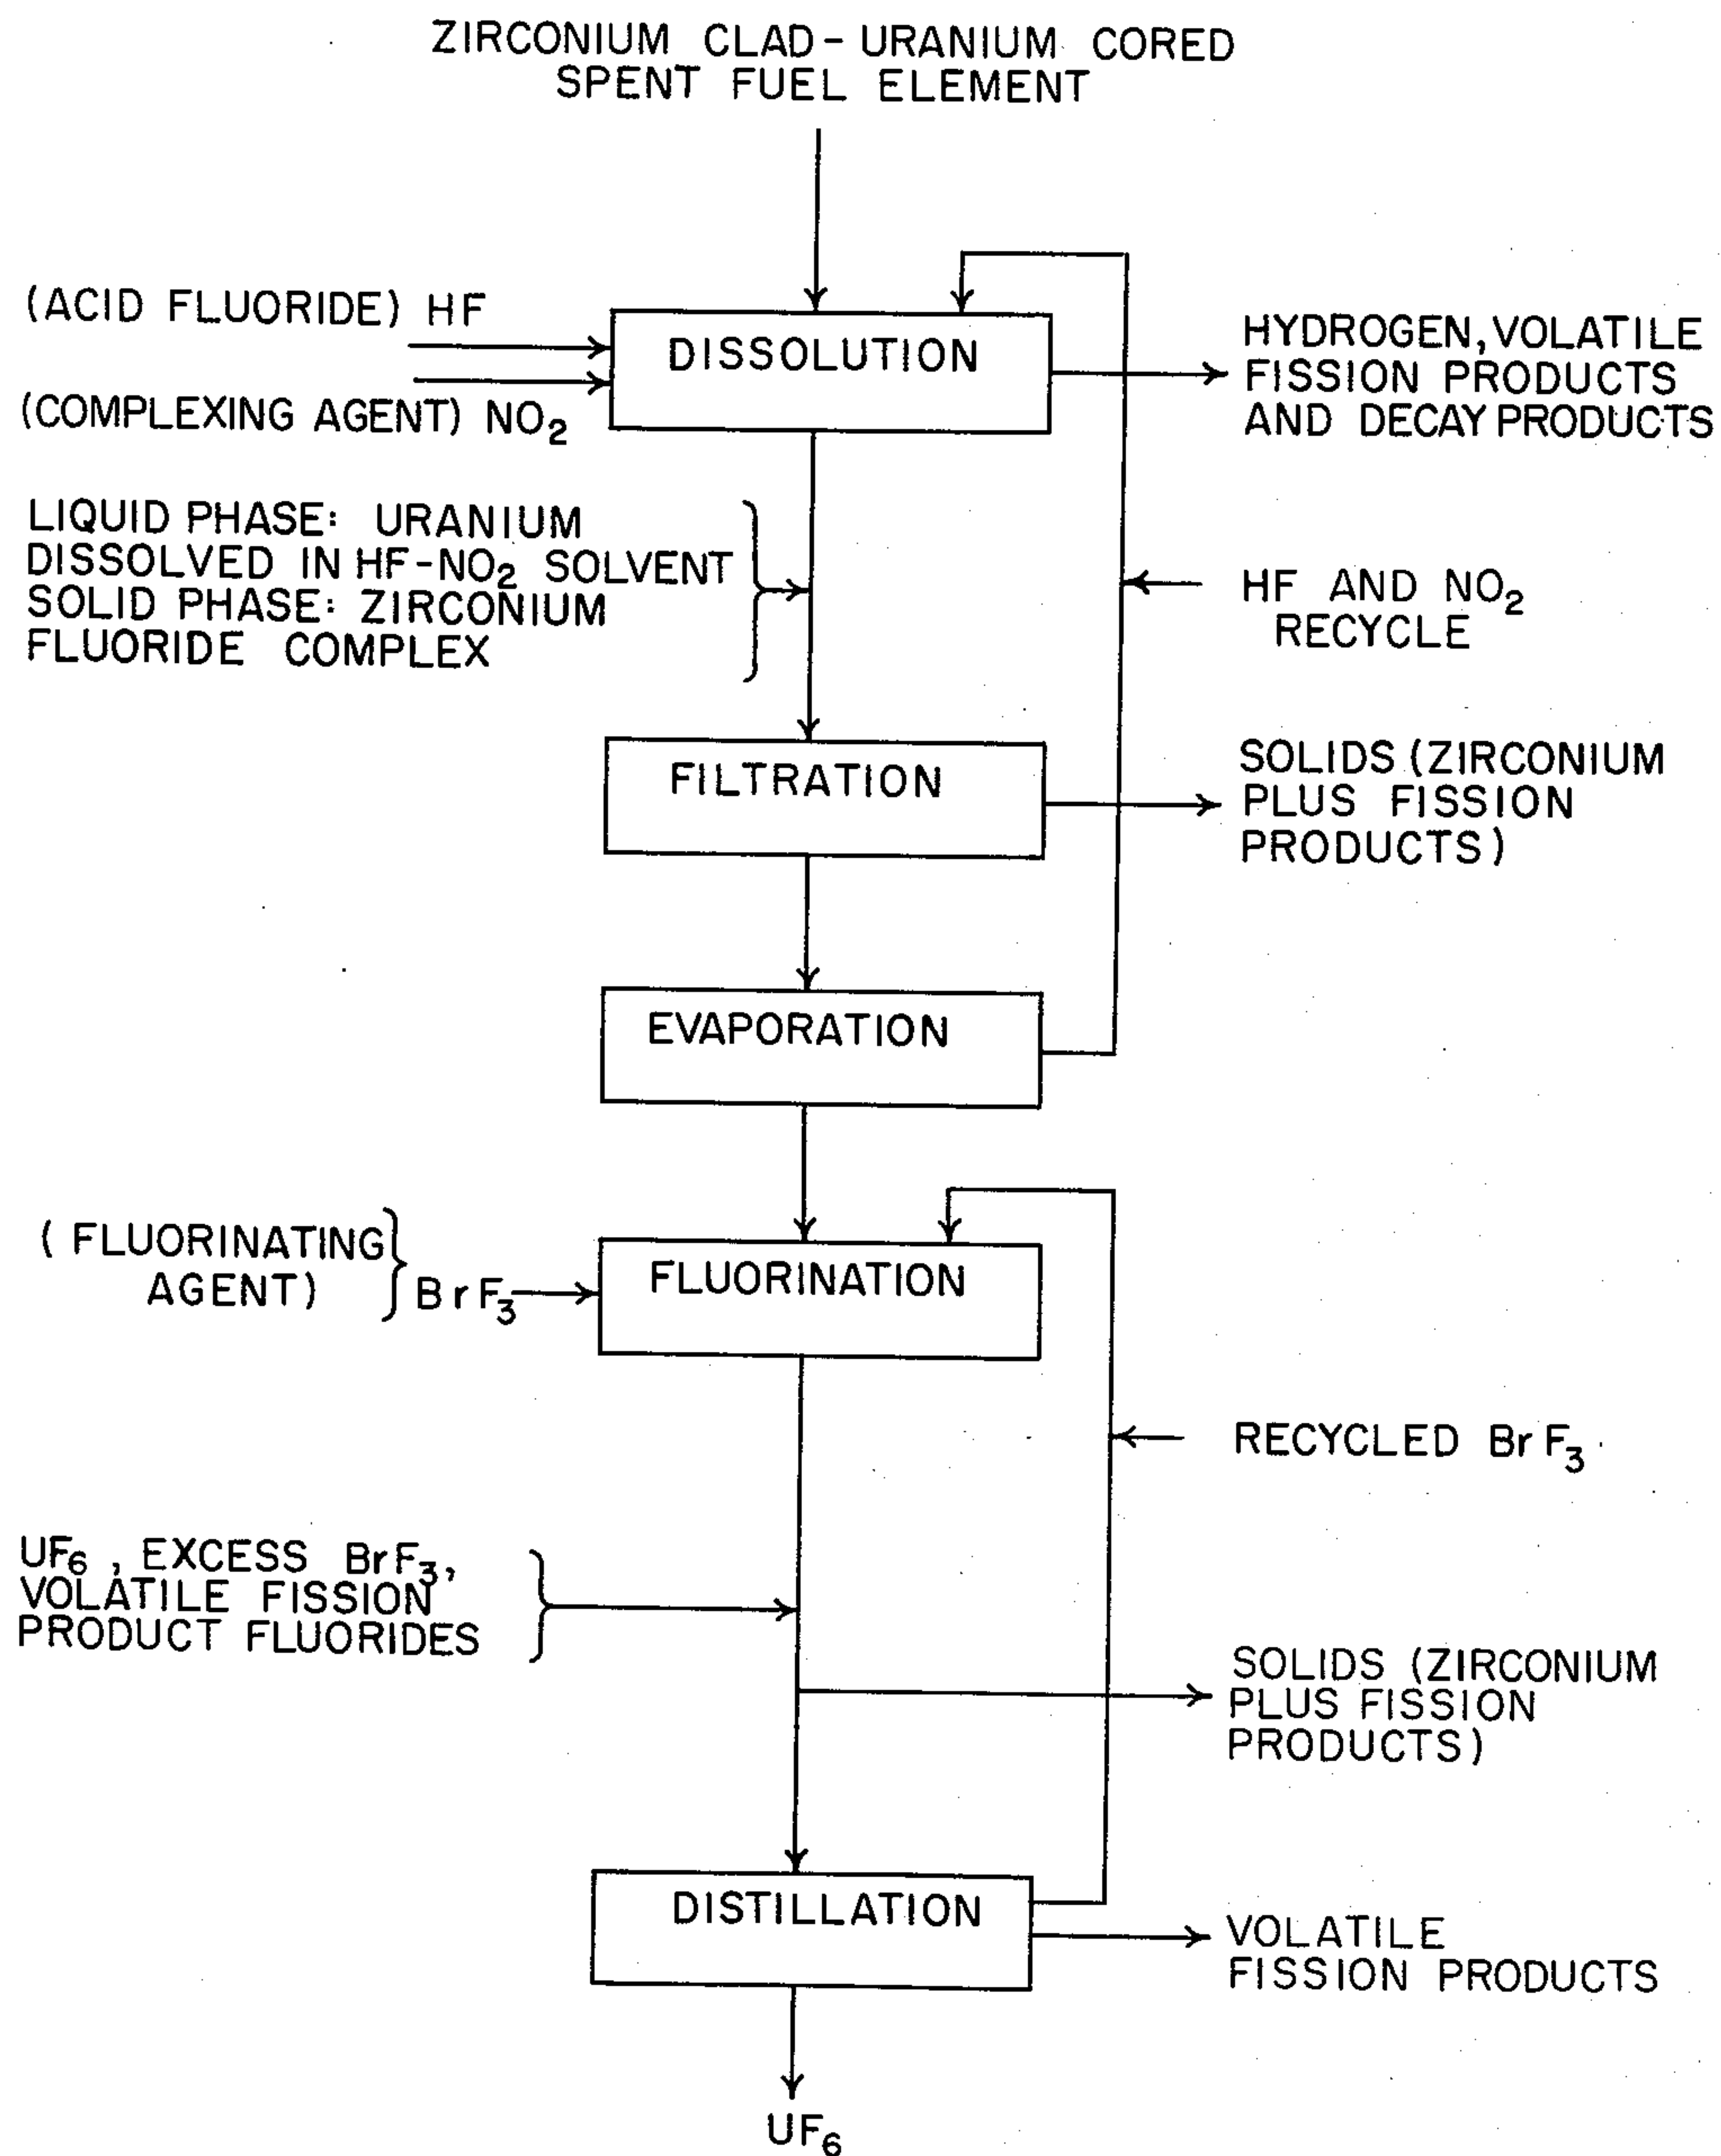 ZIRCONIUM CLAD-URANIUM CORED
SPENT FUEL ELEMENT
(ACID FLUORIDE) HF
(COMPLEXING AGENT) NO₂
DISSOLUTION
HYDROGEN, VOLATILE
FISSION PRODUCTS
AND DECAY PRODUCTS
LIQUID PHASE: URANIUM
DISSOLVED IN HF-NO₂ SOLVENT
SOLID PHASE: ZIRCONIUM
FLUORIDE COMPLEX
HF AND NO₂
RECYCLE
FILTRATION
SOLIDS (ZIRCONIUM
PLUS FISSION
PRODUCTS)
EVAPORATION
(FLUORINATING
AGENT)
BrF₃
FLUORINATION
RECYCLED BrF₃
UF₆, EXCESS BrF₃,
VOLATILE FISSION
PRODUCT FLUORIDES
SOLIDS (ZIRCONIUM
PLUS FISSION
PRODUCTS)
DISTILLATION
VOLATILE
FISSION PRODUCTS
UF₆